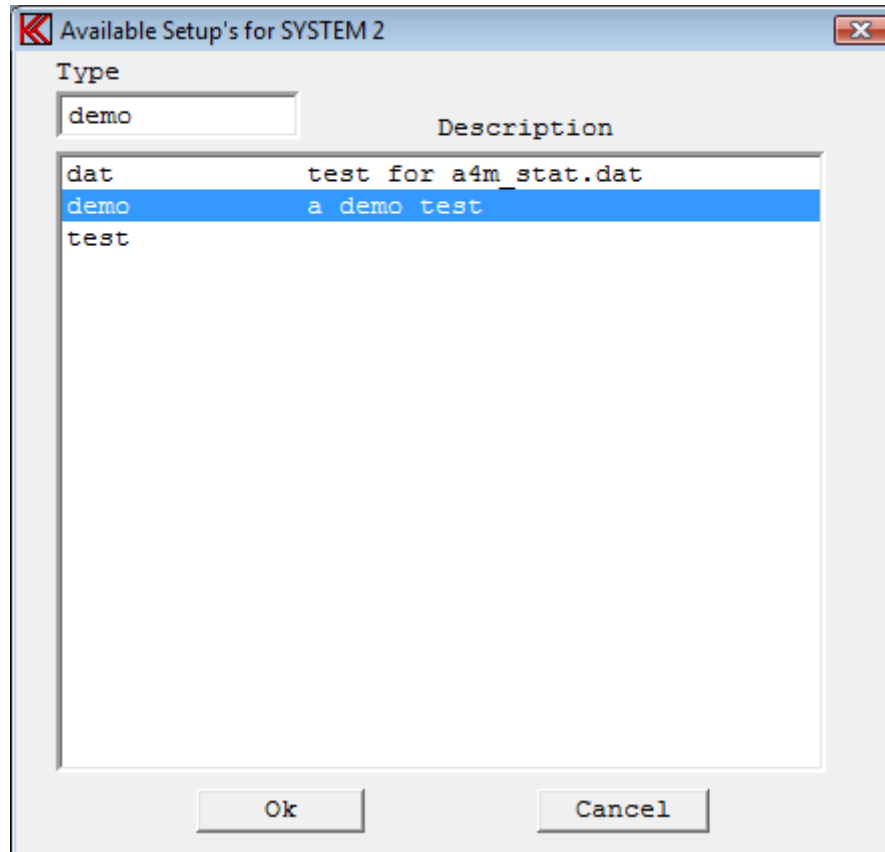 Available Setup's for SYSTEM 2
Type
demo
Description
dat test for a4m_stat.dat
demo a demo test
test
Ok Cancel